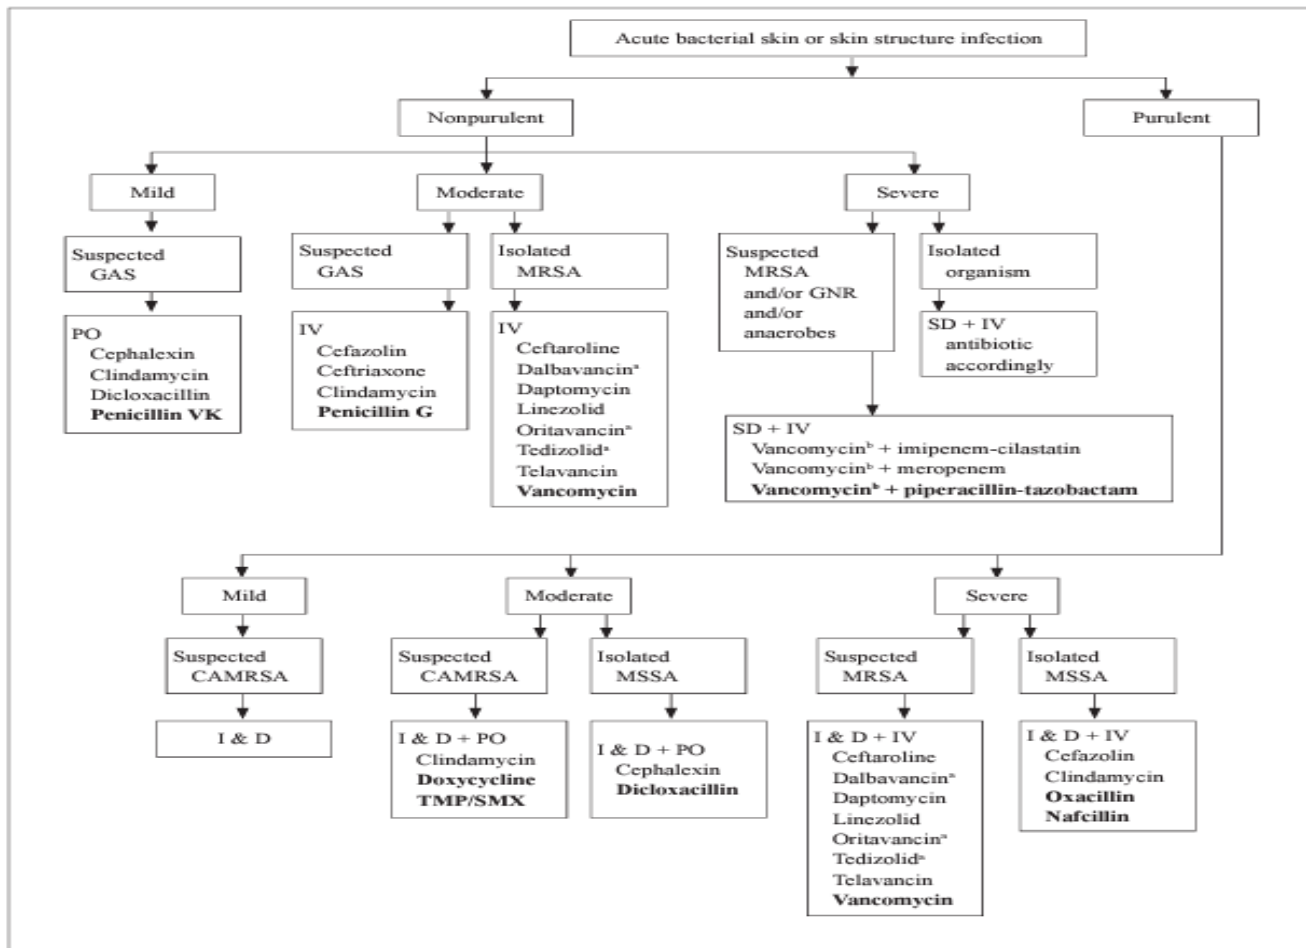 Acute bacterial skin or skin structure infection
Nonpurulent
Purulent
Mild
Moderate
Severe
Suspected
GAS
Suspected
GAS
Isolated
MRSA
Suspected
MRSA
and/or GNR
and/or
anaerobes
Isolated
organism
PO
Cephalexin
Clindamycin
Dicloxacillin
Penicillin VK
IV
Cefazolin
Ceftriaxone
Clindamycin
Penicillin G
IV
Ceftaroline
Dalbavancinᵃ
Daptomycin
Linezolid
Oritavancinᵃ
Tedizolidᵃ
Telavancin
Vancomycin
SD + IV
antibiotic
accordingly
SD + IV
Vancomycinᵇ + imipenem-cilastatin
Vancomycinᵇ + meropenem
Vancomycinᵇ + piperacillin-tazobactam
Mild
Moderate
Severe
Suspected
CAMRSA
Suspected
CAMRSA
Isolated
MSSA
Suspected
MRSA
Isolated
MSSA
I & D
I & D + PO
Clindamycin
Doxycycline
TMP/SMX
I & D + PO
Cephalexin
Dicloxacillin
I & D + IV
Ceftaroline
Dalbavancinᵃ
Daptomycin
Linezolid
Oritavancinᵃ
Tedizolidᵃ
Telavancin
Vancomycin
I & D + IV
Cefazolin
Clindamycin
Oxacillin
Nafcillin